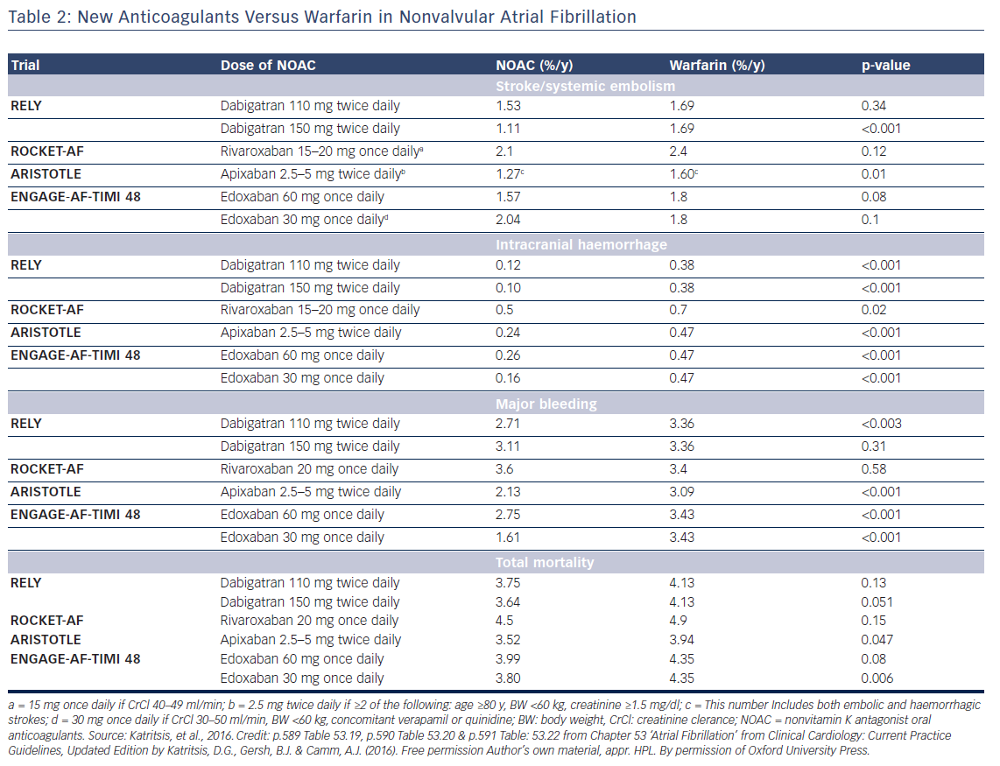 Table 2: New Anticoagulants Versus Warfarin in Nonvalvular Atrial Fibrillation
Trial Dose of NOAC NOAC (%/y) Warfarin (%/y) p-value
Stroke/systemic embolism
RELY Dabigatran 110 mg twice daily 1.53 1.69 0.34
Dabigatran 150 mg twice daily 1.11 1.69 <0.001
ROCKET-AF Rivaroxaban 15–20 mg once dailyᵃ 2.1 2.4 0.12
ARISTOTLE Apixaban 2.5–5 mg twice dailyᵇ 1.27ᶜ 1.60ᶜ 0.01
ENGAGE-AF-TIMI 48 Edoxaban 60 mg once daily 1.57 1.8 0.08
Edoxaban 30 mg once dailyᵈ 2.04 1.8 0.1
Intracranial haemorrhage
RELY Dabigatran 110 mg twice daily 0.12 0.38 <0.001
Dabigatran 150 mg twice daily 0.10 0.38 <0.001
ROCKET-AF Rivaroxaban 15–20 mg once daily 0.5 0.7 0.02
ARISTOTLE Apixaban 2.5–5 mg twice daily 0.24 0.47 <0.001
ENGAGE-AF-TIMI 48 Edoxaban 60 mg once daily 0.26 0.47 <0.001
Edoxaban 30 mg once daily 0.16 0.47 <0.001
Major bleeding
RELY Dabigatran 110 mg twice daily 2.71 3.36 <0.003
Dabigatran 150 mg twice daily 3.11 3.36 0.31
ROCKET-AF Rivaroxaban 20 mg once daily 3.6 3.4 0.58
ARISTOTLE Apixaban 2.5–5 mg twice daily 2.13 3.09 <0.001
ENGAGE-AF-TIMI 48 Edoxaban 60 mg once daily 2.75 3.43 <0.001
Edoxaban 30 mg once daily 1.61 3.43 <0.001
Total mortality
RELY Dabigatran 110 mg twice daily 3.75 4.13 0.13
Dabigatran 150 mg twice daily 3.64 4.13 0.051
ROCKET-AF Rivaroxaban 20 mg once daily 4.5 4.9 0.15
ARISTOTLE Apixaban 2.5–5 mg twice daily 3.52 3.94 0.047
ENGAGE-AF-TIMI 48 Edoxaban 60 mg once daily 3.99 4.35 0.08
Edoxaban 30 mg once daily 3.80 4.35 0.006
a = 15 mg once daily if CrCl 40–49 ml/min; b = 2.5 mg twice daily if ≥2 of the following: age ≥80 y, BW <60 kg, creatinine ≥1.5 mg/dl; c = This number Includes both embolic and haemorrhagic
strokes; d = 30 mg once daily if CrCl 30–50 ml/min, BW <60 kg, concomitant verapamil or quinidine; BW: body weight, CrCl: creatinine clerance; NOAC = nonvitamin K antagonist oral
anticoagulants. Source: Katritsis, et al., 2016. Credit: p.589 Table 53.19, p.590 Table 53.20 & p.591 Table: 53.22 from Chapter 53 ‘Atrial Fibrillation’ from Clinical Cardiology: Current Practice
Guidelines, Updated Edition by Katritsis, D.G., Gersh, B.J. & Camm, A.J. (2016). Free permission Author’s own material, appr. HPL. By permission of Oxford University Press.